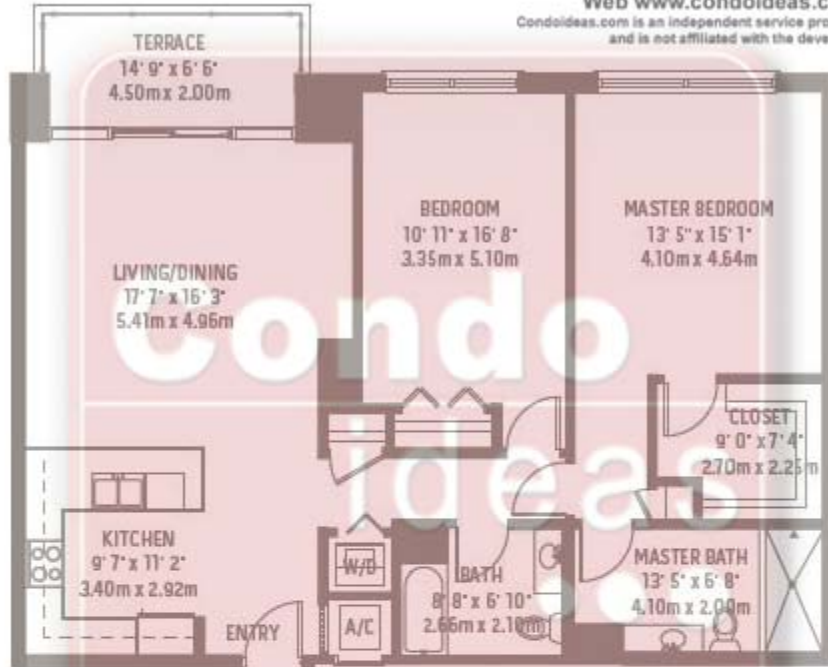 Web www.condoideas.c
Condoideas.com is an independent service pro
and is not affiliated with the deve
TERRACE
14' 9" x 6' 6"
4.50m x 2.00m
BEDROOM
10' 11" x 16' 8"
3.35m x 5.10m
MASTER BEDROOM
13' 5" x 15' 1"
4.10m x 4.64m
LIVING/DINING
17' 7" x 16' 3"
5.41m x 4.96m
Condo
ideas
CLOSET
9' 0" x 7' 4"
2.70m x 2.25m
KITCHEN
9' 7" x 11' 2"
3.40m x 2.92m
W/D
BATH
8' 8" x 6' 10"
2.66m x 2.10m
MASTER BATH
13' 5" x 6' 8"
4.10m x 2.00m
ENTRY
A/C